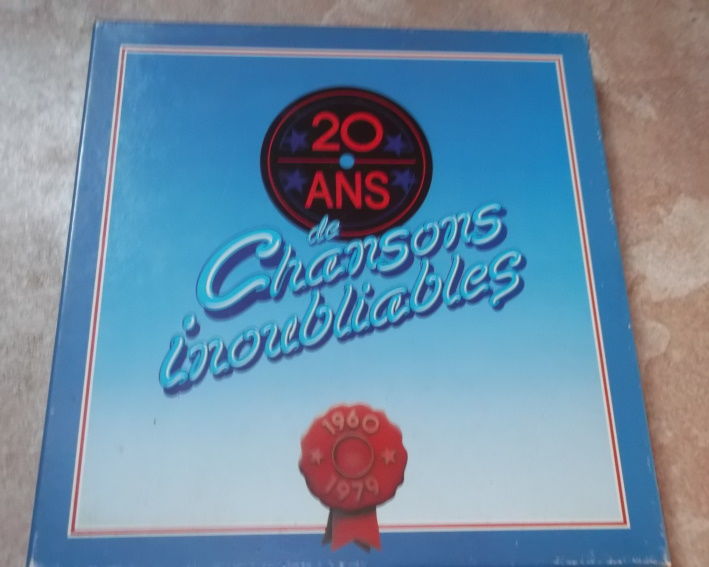 20
ANS
de
Chansons
inoubliables
1960
1979